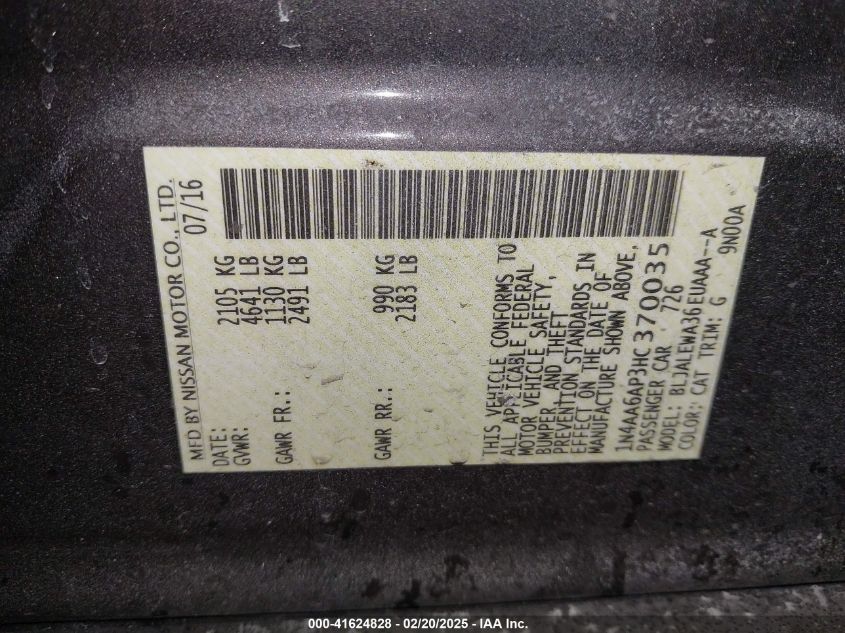 MFD BY NISSAN MOTOR CO., LTD.
DATE: 07/16
GVWR: 2105 KG
4641 LB
GAWR FR.: 1130 KG
2491 LB
GAWR RR.: 990 KG
2183 LB
THIS VEHICLE CONFORMS TO
ALL APPLICABLE FEDERAL
MOTOR VEHICLE SAFETY,
BUMPER, AND THEFT
PREVENTION STANDARDS IN
EFFECT ON THE DATE OF
MANUFACTURE SHOWN ABOVE.
1N4AA6AP3HC370035
PASSENGER CAR 726
MODEL: BLJALEWA36EUAAA--A
COLOR: CAT TRIM: G 9N00A
000-41624828 - 02/20/2025 - IAA Inc.